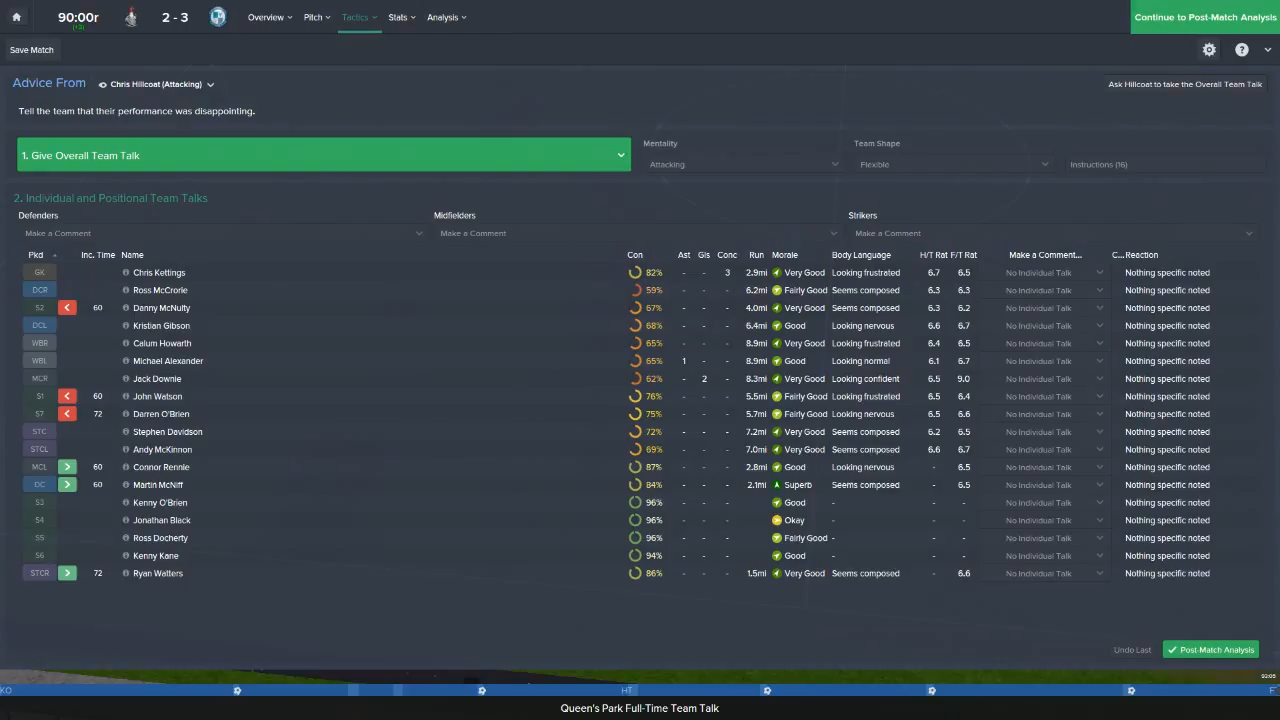 90:00r
(+3)
2 - 3
Overview
Pitch
Tactics
Stats
Analysis
Continue to Post-Match Analysis
Save Match
?
Advice From
Chris Hillcoat (Attacking)
Ask Hillcoat to take the Overall Team Talk
Tell the team that their performance was disappointing.
1. Give Overall Team Talk
Mentality
Attacking
Team Shape
Flexible
Instructions (16)
2. Individual and Positional Team Talks
Defenders
Midfielders
Strikers
Make a Comment
Make a Comment
Make a Comment
Pkd Inc. Time Name Con Ast Gls Conc Run Morale Body Language H/T Rat F/T Rat Make a Comment... C... Reaction
GK Chris Kettings 82% - - 3 2.9mi Very Good Looking frustrated 6.7 6.5 No Individual Talk Nothing specific noted
DCR Ross McCrorie 59% - - - 6.2mi Fairly Good Seems composed 6.3 6.3 No Individual Talk Nothing specific noted
S2 60 Danny McNulty 67% - - - 4.0mi Very Good Seems composed 6.3 6.2 No Individual Talk Nothing specific noted
DCL Kristian Gibson 68% - - - 6.4mi Good Looking nervous 6.6 6.7 No Individual Talk Nothing specific noted
WBR Calum Howarth 65% - - - 8.9mi Very Good Looking frustrated 6.4 6.5 No Individual Talk Nothing specific noted
WBL Michael Alexander 65% 1 - - 8.9mi Good Looking normal 6.1 6.7 No Individual Talk Nothing specific noted
MCR Jack Downie 62% - 2 - 8.3mi Very Good Looking confident 6.5 9.0 No Individual Talk Nothing specific noted
S1 60 John Watson 76% - - - 5.5mi Fairly Good Looking frustrated 6.5 6.4 No Individual Talk Nothing specific noted
S7 72 Darren O'Brien 75% - - - 5.7mi Fairly Good Looking nervous 6.5 6.6 No Individual Talk Nothing specific noted
STC Stephen Davidson 72% - - - 7.2mi Very Good Seems composed 6.2 6.5 No Individual Talk Nothing specific noted
STCL Andy McKinnon 69% - - - 7.0mi Very Good Seems composed 6.6 6.7 No Individual Talk Nothing specific noted
MCL 60 Connor Rennie 87% - - - 2.8mi Good Looking nervous - 6.5 No Individual Talk Nothing specific noted
DC 60 Martin McNiff 84% - - - 2.1mi Superb Seems composed - 6.5 No Individual Talk Nothing specific noted
S3 Kenny O'Brien 96% - - - Good - - - No Individual Talk Nothing specific noted
S4 Jonathan Black 96% - - - Okay - - - No Individual Talk Nothing specific noted
S5 Ross Docherty 96% - - - Fairly Good - - - No Individual Talk Nothing specific noted
S6 Kenny Kane 94% - - - Good - - - No Individual Talk Nothing specific noted
STCR 72 Ryan Watters 86% - - - 1.5mi Very Good Seems composed - 6.6 No Individual Talk Nothing specific noted
Undo Last
Post-Match Analysis
KO
HT
Queen's Park Full-Time Team Talk